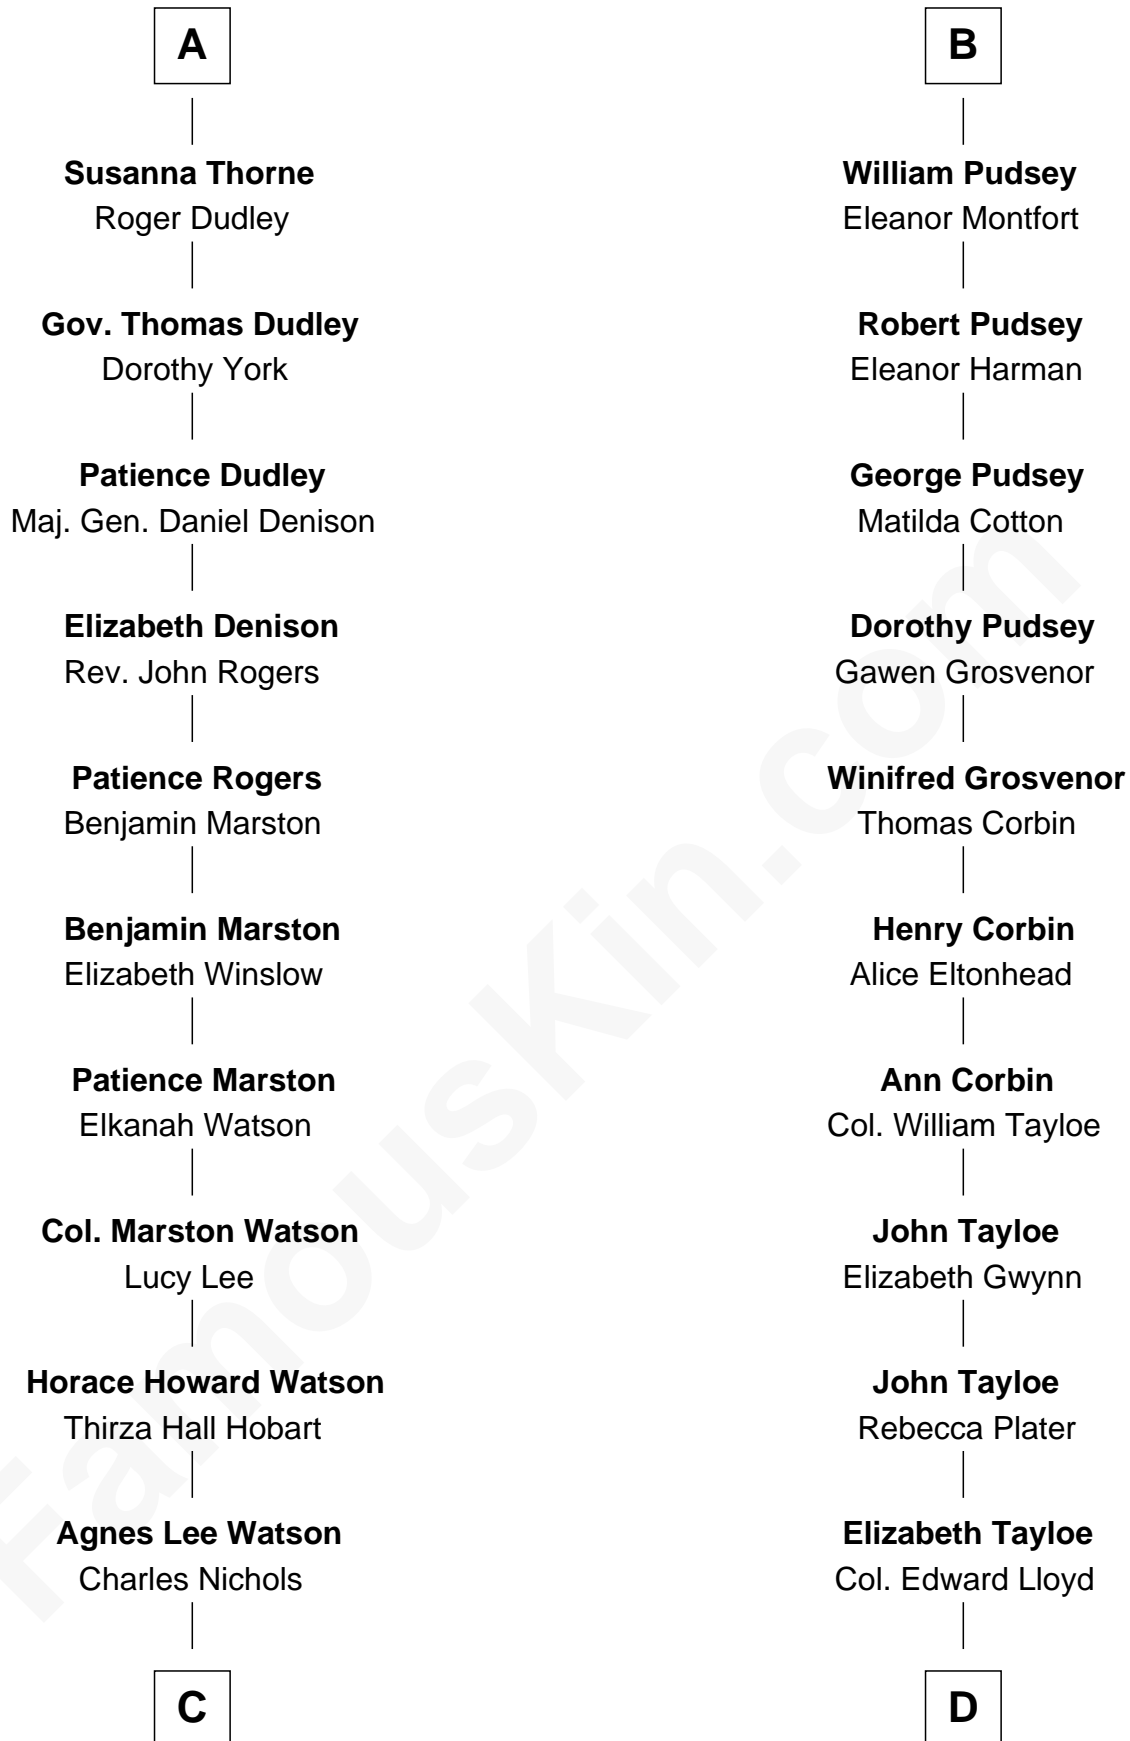 A
Susanna Thorne
Roger Dudley
Gov. Thomas Dudley
Dorothy York
Patience Dudley
Maj. Gen. Daniel Denison
Elizabeth Denison
Rev. John Rogers
Patience Rogers
Benjamin Marston
Benjamin Marston
Elizabeth Winslow
Patience Marston
Elkanah Watson
Col. Marston Watson
Lucy Lee
Horace Howard Watson
Thirza Hall Hobart
Agnes Lee Watson
Charles Nichols
C
B
William Pudsey
Eleanor Montfort
Robert Pudsey
Eleanor Harman
George Pudsey
Matilda Cotton
Dorothy Pudsey
Gawen Grosvenor
Winifred Grosvenor
Thomas Corbin
Henry Corbin
Alice Eltonhead
Ann Corbin
Col. William Tayloe
John Tayloe
Elizabeth Gwynn
John Tayloe
Rebecca Plater
Elizabeth Tayloe
Col. Edward Lloyd
D
FamousKin.com